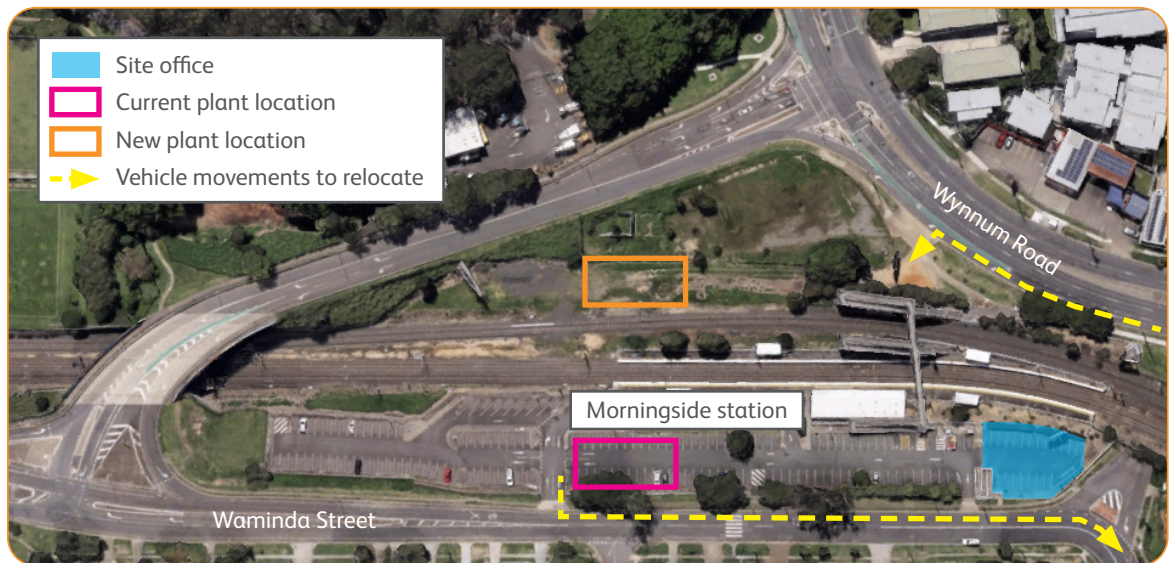 Site office
Current plant location
New plant location
Vehicle movements to relocate
Wynnum Road
Morningside station
Waminda Street